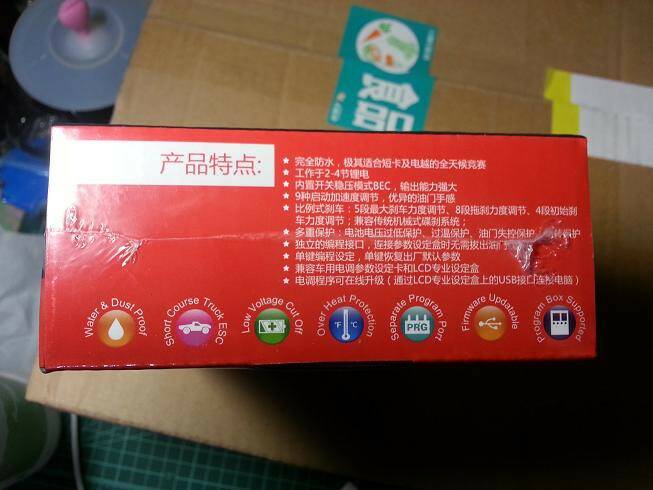 食品
产品特点:
★ 完全防水，极其适合短卡及电越的全天候竞赛
★ 工作于2-4节锂电
★ 内置开关稳压模式BEC，输出能力强大
★ 9种启动加速度调节，优异的油门手感
★ 比例式刹车：5段最大刹车力度调节、8段拖刹力度调节、4段初始刹
车力度调节；兼容传统机械式碟刹系统；
★ 多重保护：电池电压过低保护、过温保护、油门失控保护、
★ 独立的编程接口，连接参数设定盒时无需拔出油门
★ 单键编程设定，单键恢复出厂默认参数
★ 兼容车用电调参数设定卡和LCD专业设定盒
★ 电调程序可在线升级（通过LCD专业设定盒上的USB接口连接电脑）
Water & Dust Proof
Short Course Truck ESC
Low Voltage Cut Off
Over Heat Protection
°F °C
Separate Program Port
PRG
Firmware Updatable
Program Box Supported